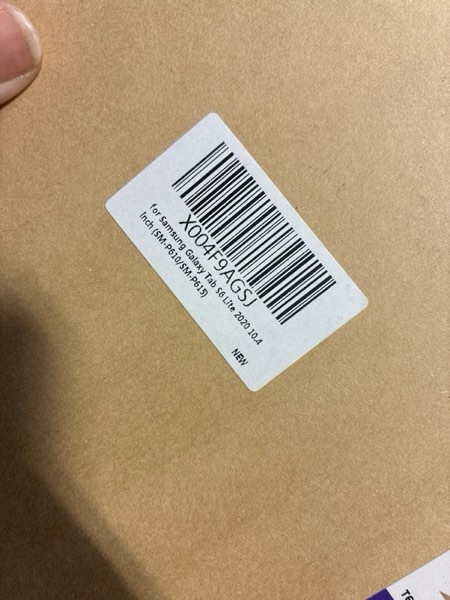 X004F9AGSJ
for Samsung Galaxy Tab S6 Lite 2020 10.4
Inch (SM-P610/SM-P615)
NEW